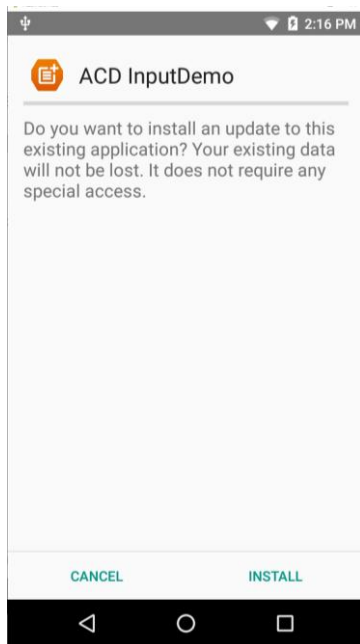 2:16 PM
ACD InputDemo
Do you want to install an update to this
existing application? Your existing data
will not be lost. It does not require any
special access.
CANCEL
INSTALL